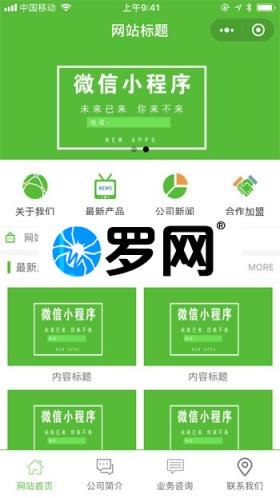 中国移动 上午9:41
网站标题
微信小程序
未来已来 你来不来
电话：
NEW APPS
关于我们 最新产品 公司新闻 合作加盟
NEWS
网站
罗网®
最新 MORE
微信小程序 微信小程序
未来已来 你来不来 未来已来 你来不来
NEW APPS NEW APPS
内容标题 内容标题
微信小程序 微信小程序
未来已来 你来不来 未来已来 你来不来
网站首页 公司简介 业务咨询 联系我们